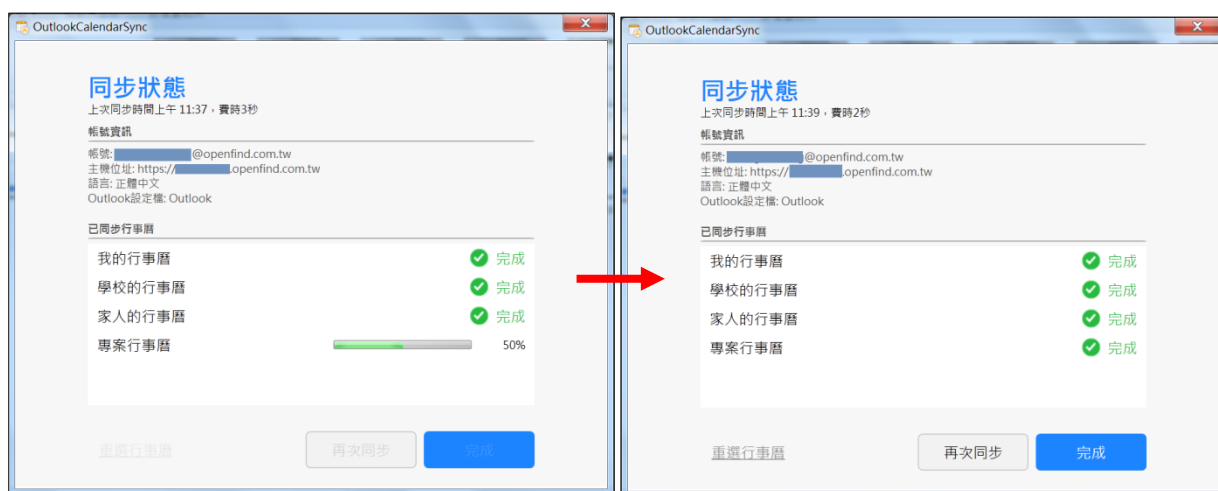 OutlookCalendarSync
同步狀態
上次同步時間上午 11:37，費時3秒
帳號資訊
帳號: @openfind.com.tw
主機位址: https:// .openfind.com.tw
語言: 正體中文
Outlook設定檔: Outlook
已同步行事曆
我的行事曆 完成
學校的行事曆 完成
家人的行事曆 完成
專案行事曆 50%
重選行事曆 再次同步 完成
OutlookCalendarSync
同步狀態
上次同步時間上午 11:39，費時2秒
帳號資訊
帳號: @openfind.com.tw
主機位址: https:// .openfind.com.tw
語言: 正體中文
Outlook設定檔: Outlook
已同步行事曆
我的行事曆 完成
學校的行事曆 完成
家人的行事曆 完成
專案行事曆 完成
重選行事曆 再次同步 完成